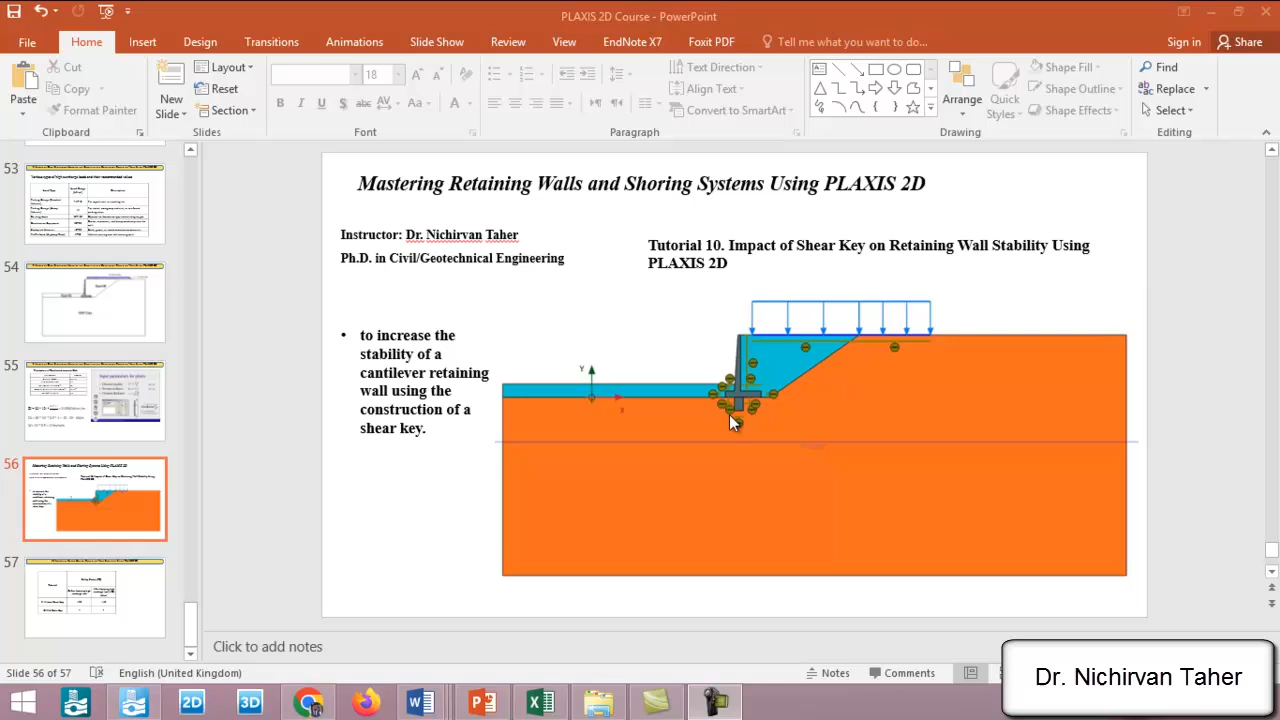 PLAXIS 2D Course - PowerPoint
File Home Insert Design Transitions Animations Slide Show Review View EndNote X7 Foxit PDF Tell me what you want to do... Sign in Share
Paste
Cut
Copy
Format Painter
Clipboard
New Slide
Layout
Reset
Section
Slides
18
B I U S abc AV Aa A
Font
Text Direction
Align Text
Convert to SmartArt
Paragraph
Arrange
Quick Styles
Shape Fill
Shape Outline
Shape Effects
Drawing
Find
Replace
Select
Editing
53
54
55
56
57
Mastering Retaining Walls and Shoring Systems Using PLAXIS 2D
Instructor: Dr. Nichirvan Taher
Ph.D. in Civil/Geotechnical Engineering
Tutorial 10. Impact of Shear Key on Retaining Wall Stability Using
PLAXIS 2D
• to increase the
stability of a
cantilever retaining
wall using the
construction of a
shear key.
Y
x
Click to add notes
Slide 56 of 57 English (United Kingdom) Notes Comments
2D 3D
Dr. Nichirvan Taher